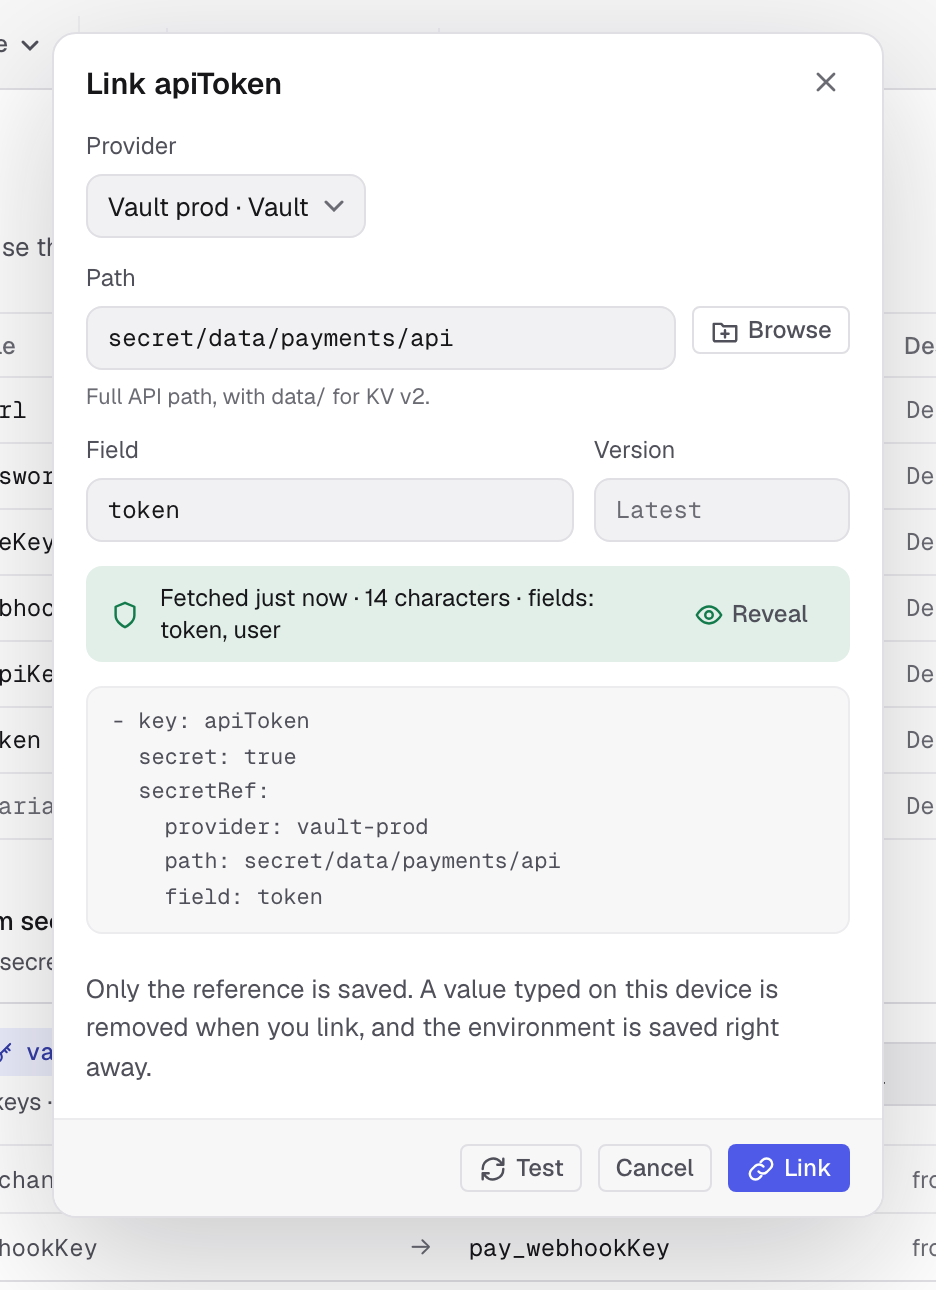 Link apiToken
Provider
Vault prod · Vault
Path
secret/data/payments/api
Browse
Full API path, with data/ for KV v2.
Field
Version
token
Latest
Fetched just now · 14 characters · fields:
token, user
Reveal
- key: apiToken
  secret: true
  secretRef:
    provider: vault-prod
    path: secret/data/payments/api
    field: token
Only the reference is saved. A value typed on this device is
removed when you link, and the environment is saved right
away.
Test
Cancel
Link
hookKey → pay_webhookKey